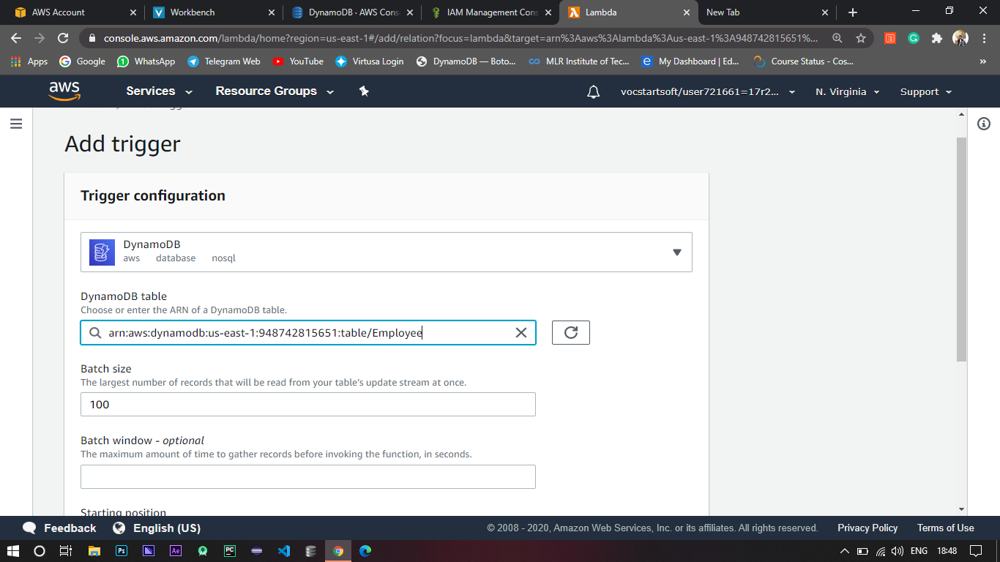 AWS Account
Workbench
DynamoDB · AWS Cons
IAM Management Cons
Lambda
New Tab
console.aws.amazon.com/lambda/home?region=us-east-1#/add/relation?focus=lambda&target=arn%3Aaws%3Alambda%3Aus-east-1%3A948742815651%...
Apps
Google
WhatsApp
Telegram Web
YouTube
Virtusa Login
DynamoDB — Boto...
MLR Institute of Tec...
My Dashboard | Ed...
Course Status - Cos...
»
aws
Services
Resource Groups
vocstartsoft/user721661=17r2...
N. Virginia
Support
Add trigger
Trigger configuration
DynamoDB
aws database nosql
DynamoDB table
Choose or enter the ARN of a DynamoDB table.
arn:aws:dynamodb:us-east-1:948742815651:table/Employee
Batch size
The largest number of records that will be read from your table's update stream at once.
100
Batch window - optional
The maximum amount of time to gather records before invoking the function, in seconds.
Starting position
Feedback
English (US)
© 2008 - 2020, Amazon Web Services, Inc. or its affiliates. All rights reserved.
Privacy Policy
Terms of Use
Ps
Ae
PC
ENG
18:48